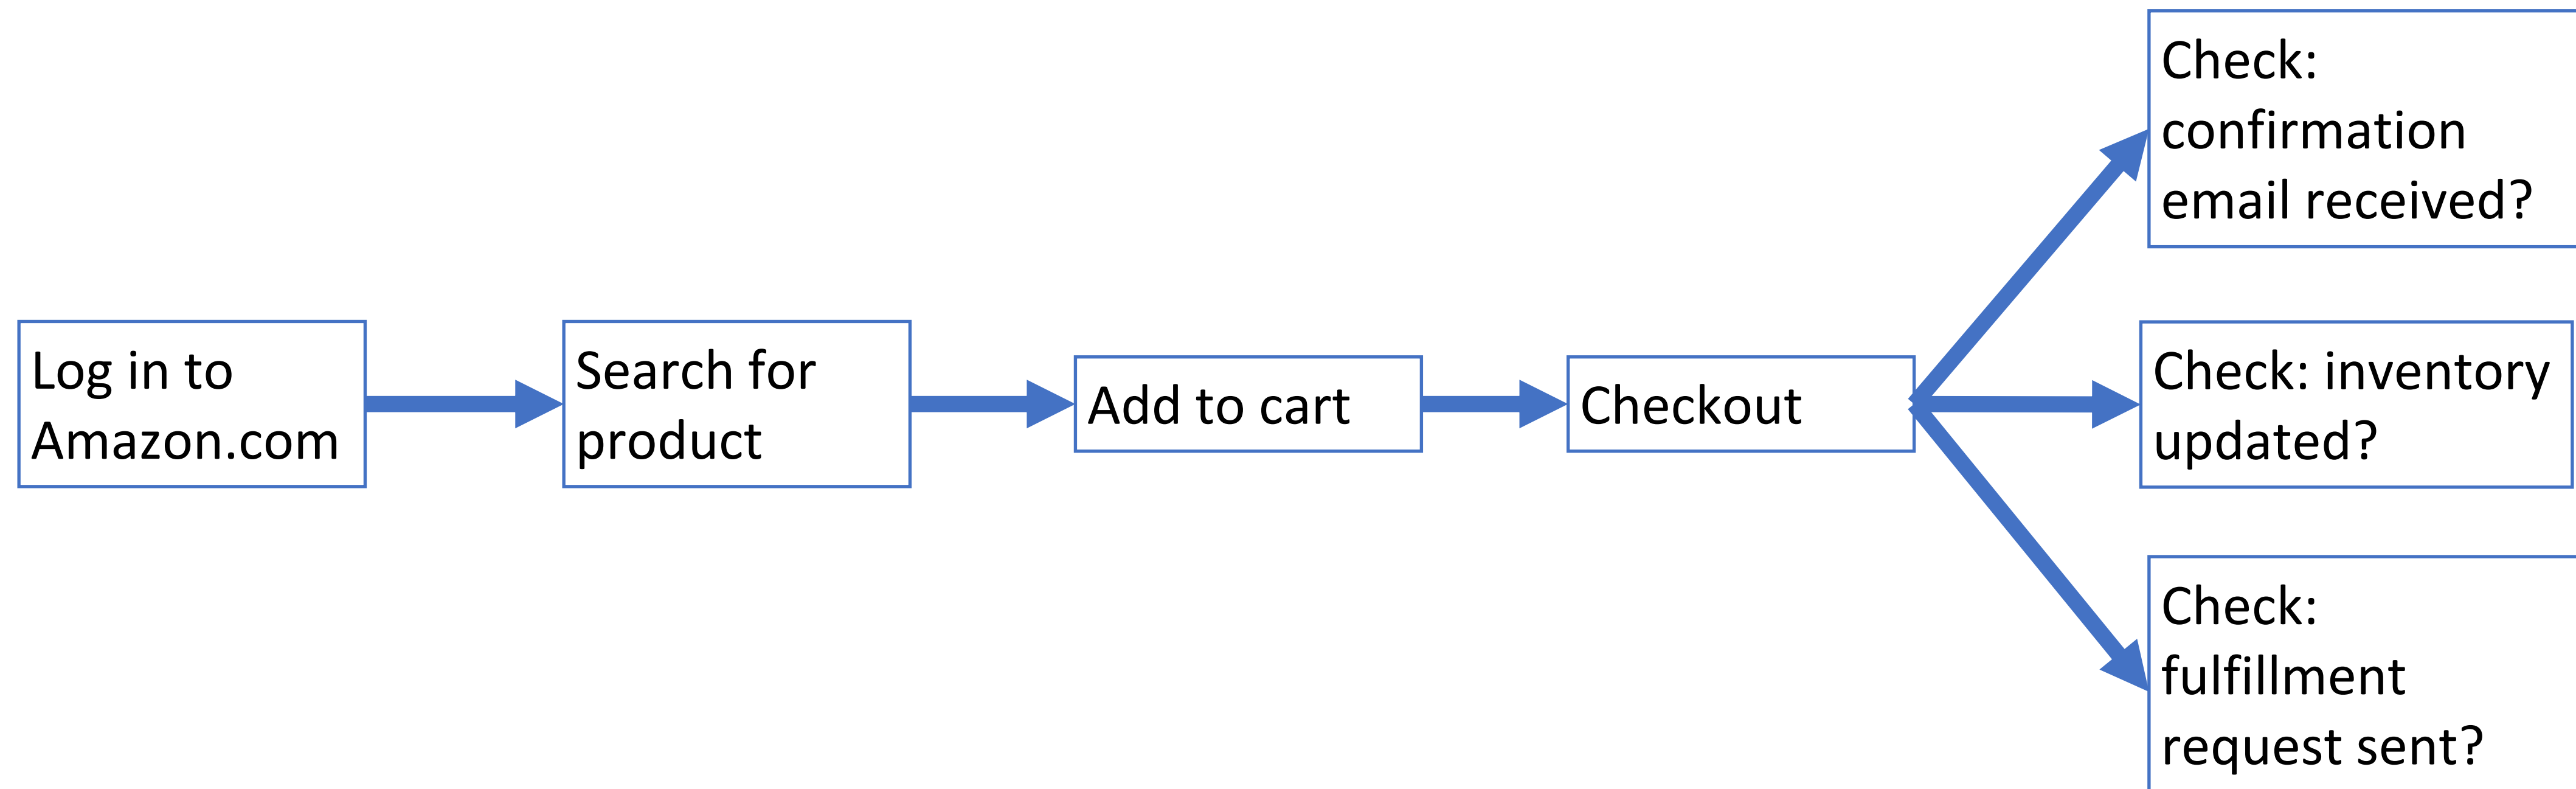 Log in to
Amazon.com
Search for
product
Add to cart
Checkout
Check:
confirmation
email received?
Check: inventory
updated?
Check:
fulfillment
request sent?